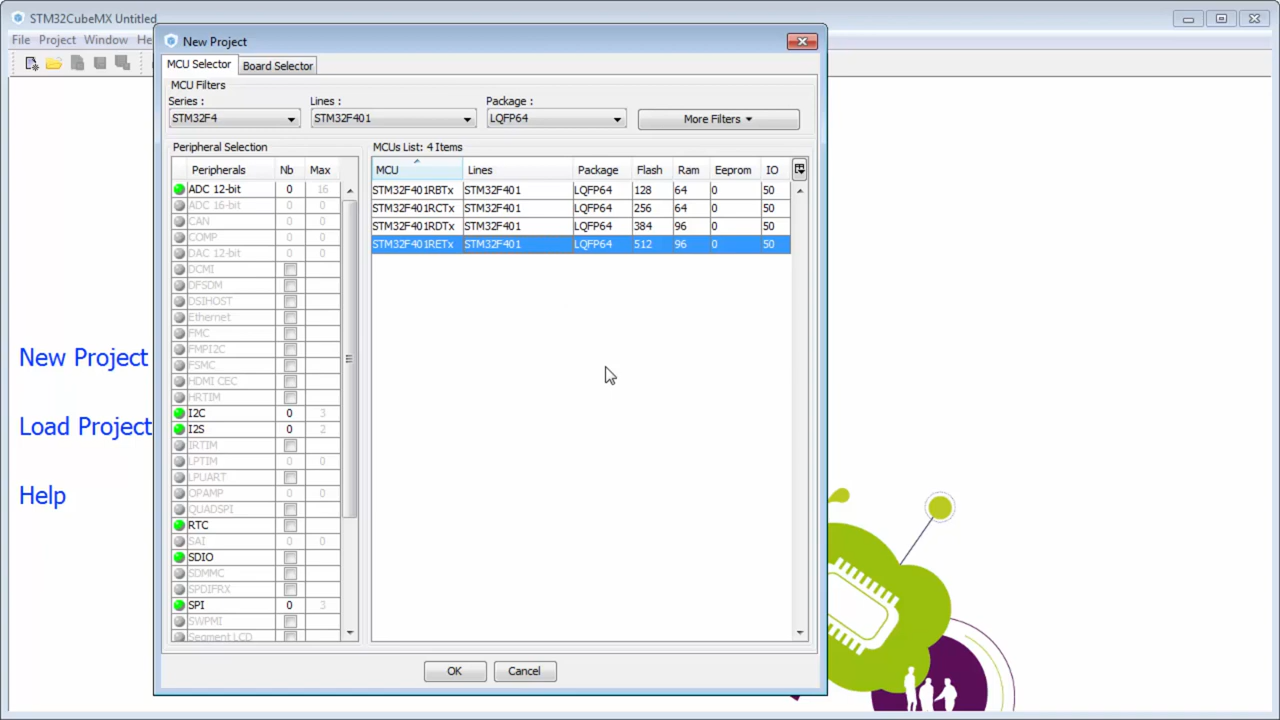 STM32CubeMX Untitled
File Project Window He
New Project
MCU Selector Board Selector
MCU Filters
Series : Lines : Package :
STM32F4 STM32F401 LQFP64 More Filters
Peripheral Selection MCUs List: 4 Items
Peripherals Nb Max MCU Lines Package Flash Ram Eeprom IO
ADC 12-bit 0 16 STM32F401RBTx STM32F401 LQFP64 128 64 0 50
ADC 16-bit 0 0 STM32F401RCTx STM32F401 LQFP64 256 64 0 50
CAN 0 0 STM32F401RDTx STM32F401 LQFP64 384 96 0 50
COMP 0 0 STM32F401RETx STM32F401 LQFP64 512 96 0 50
DAC 12-bit 0 0
DCMI
DFSDM
DSIHOST
Ethernet
FMC
FMPI2C
FSMC
HDMI CEC
HRTIM
I2C 0 3
I2S 0 2
IRTIM
LPTIM 0 0
LPUART
OPAMP 0 0
QUADSPI
RTC
SAI 0 0
SDIO
SDMMC
SPDIFRX
SPI 0 3
SWPMI
Segment LCD
OK Cancel
New Project
Load Project
Help